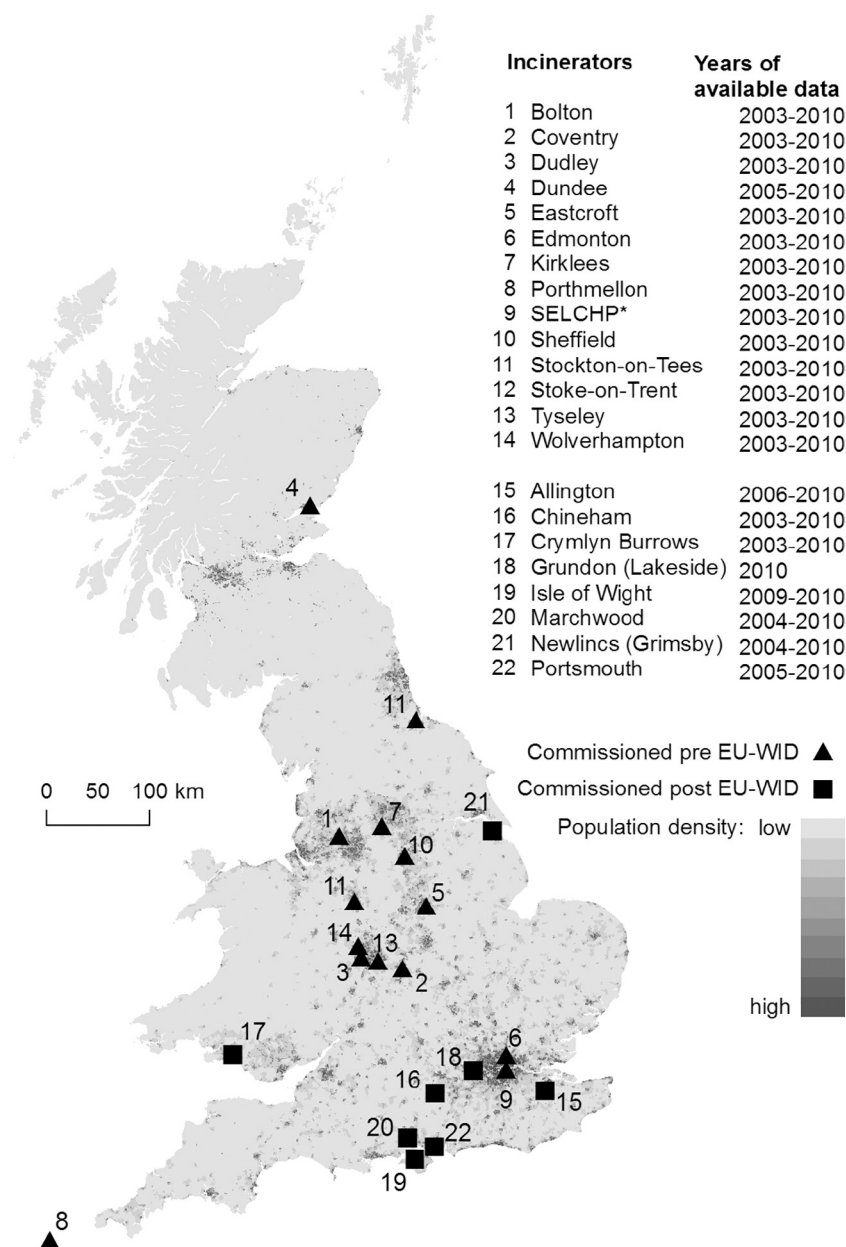 Incinerators Years of available data
1 Bolton 2003-2010
2 Coventry 2003-2010
3 Dudley 2003-2010
4 Dundee 2005-2010
5 Eastcroft 2003-2010
6 Edmonton 2003-2010
7 Kirklees 2003-2010
8 Porthmellon 2003-2010
9 SELCHP* 2003-2010
10 Sheffield 2003-2010
11 Stockton-on-Tees 2003-2010
12 Stoke-on-Trent 2003-2010
13 Tyseley 2003-2010
14 Wolverhampton 2003-2010
15 Allington 2006-2010
16 Chineham 2003-2010
17 Crymlyn Burrows 2003-2010
18 Grundon (Lakeside) 2010
19 Isle of Wight 2009-2010
20 Marchwood 2004-2010
21 Newlincs (Grimsby) 2004-2010
22 Portsmouth 2005-2010
4
11
Commissioned pre EU-WID
Commissioned post EU-WID
0 50 100 km
Population density: low
high
21
1
7
10
11
5
14
13
3
2
17
6
18
16
9
15
20
22
19
8